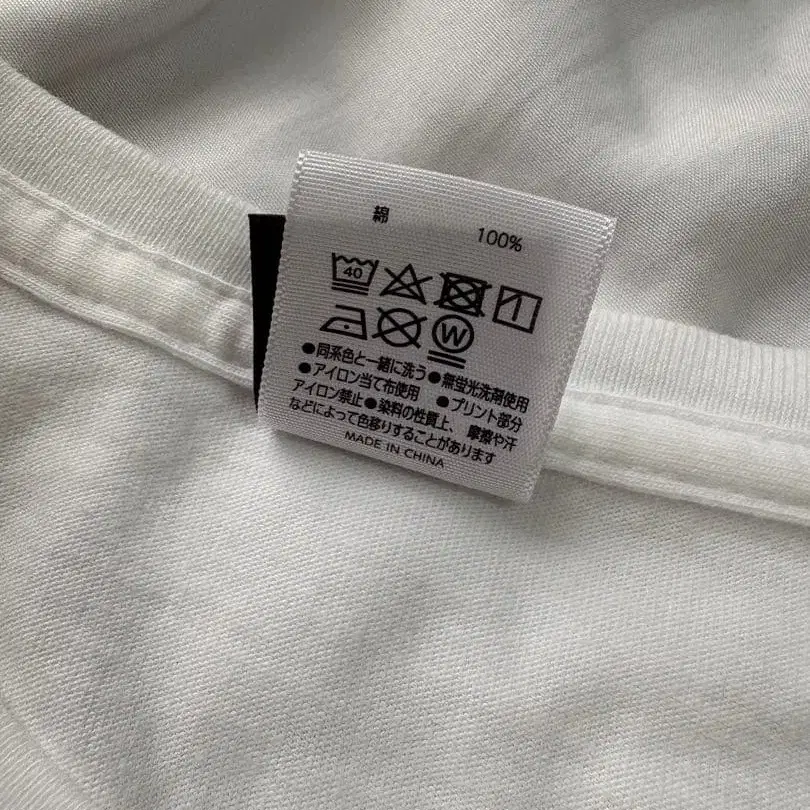 綿 100%
40
W
●同系色と一緒に洗う●無蛍光洗剤使用
●アイロン当て布使用 ●プリント部分
アイロン禁止●染料の性質上、摩擦や汗
などによって色移りすることがあります
MADE IN CHINA